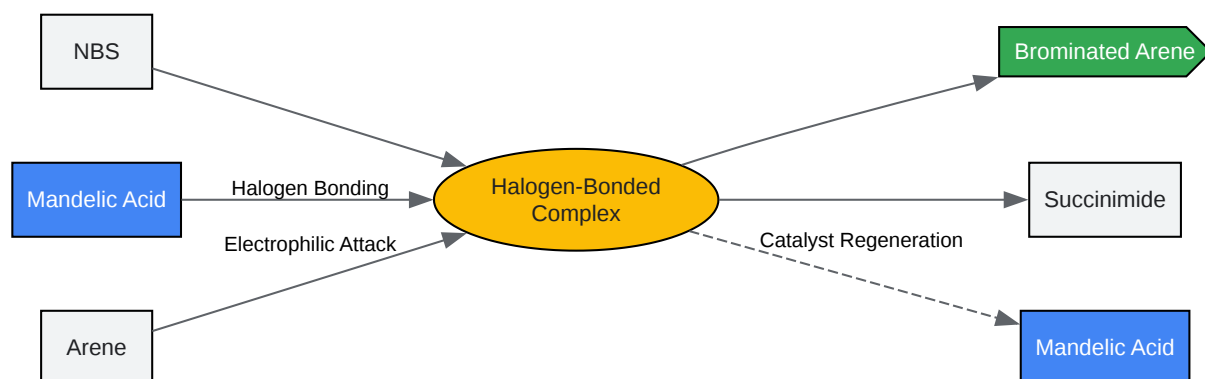 NBS
Brominated Arene
Mandelic Acid
Halogen Bonding
Halogen-Bonded
Complex
Succinimide
Electrophilic Attack
Catalyst Regeneration
Arene
Mandelic Acid